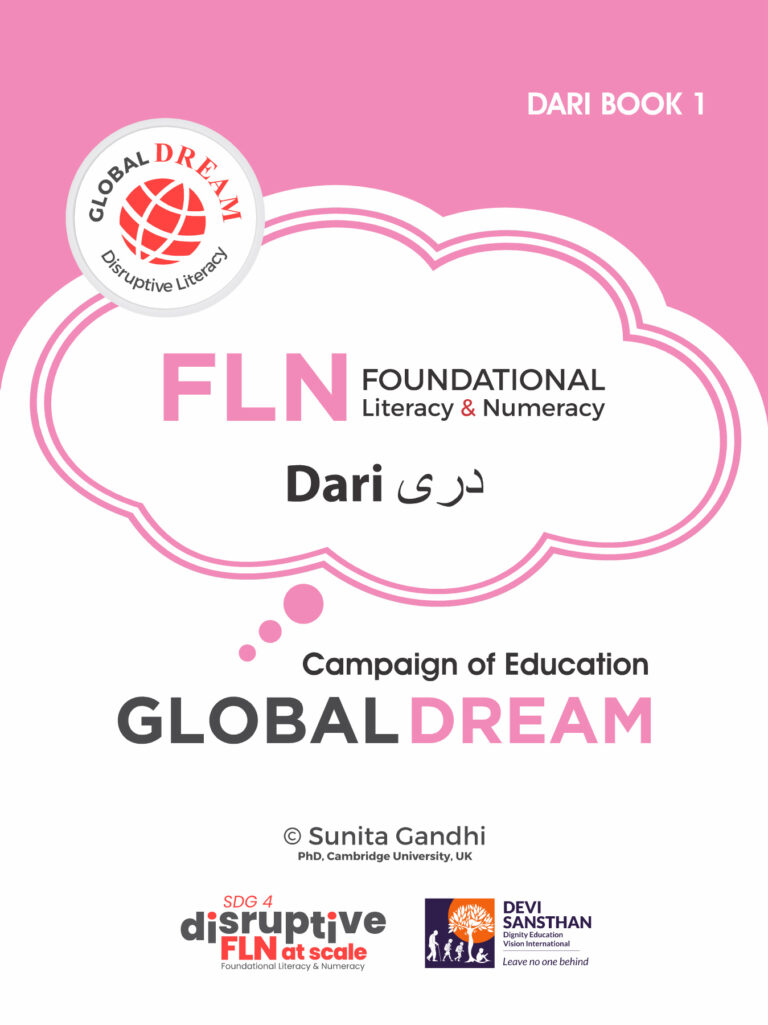 DARI BOOK 1
GLOBAL DREAM
Disruptive Literacy
FLN FOUNDATIONAL
Literacy & Numeracy
Dari دری
Campaign of Education
GLOBALDREAM
© Sunita Gandhi
PhD, Cambridge University, UK
SDG 4
disruptive
FLN at scale
Foundational Literacy & Numeracy
DEVI
SANSTHAN
Dignity Education
Vision International
Leave no one behind